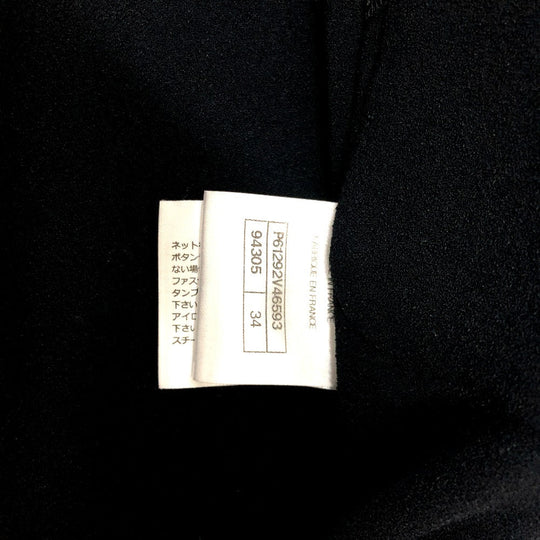 P61292V46593
94305 34
FABRIQUE EN FRANCE
FRANCE
ネット
ボタン
ない場
ファス
タンブ
下さい
アイロ
下さい
スチー